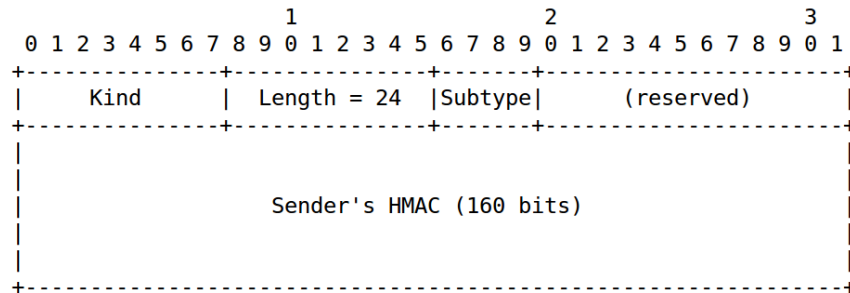 1 2 3
0 1 2 3 4 5 6 7 8 9 0 1 2 3 4 5 6 7 8 9 0 1 2 3 4 5 6 7 8 9 0 1
+---------------+---------------+-------+-----------------------+
| Kind | Length = 24 |Subtype| (reserved) |
+---------------+---------------+-------+-----------------------+
| |
| |
| Sender's HMAC (160 bits) |
| |
| |
+---------------------------------------------------------------+